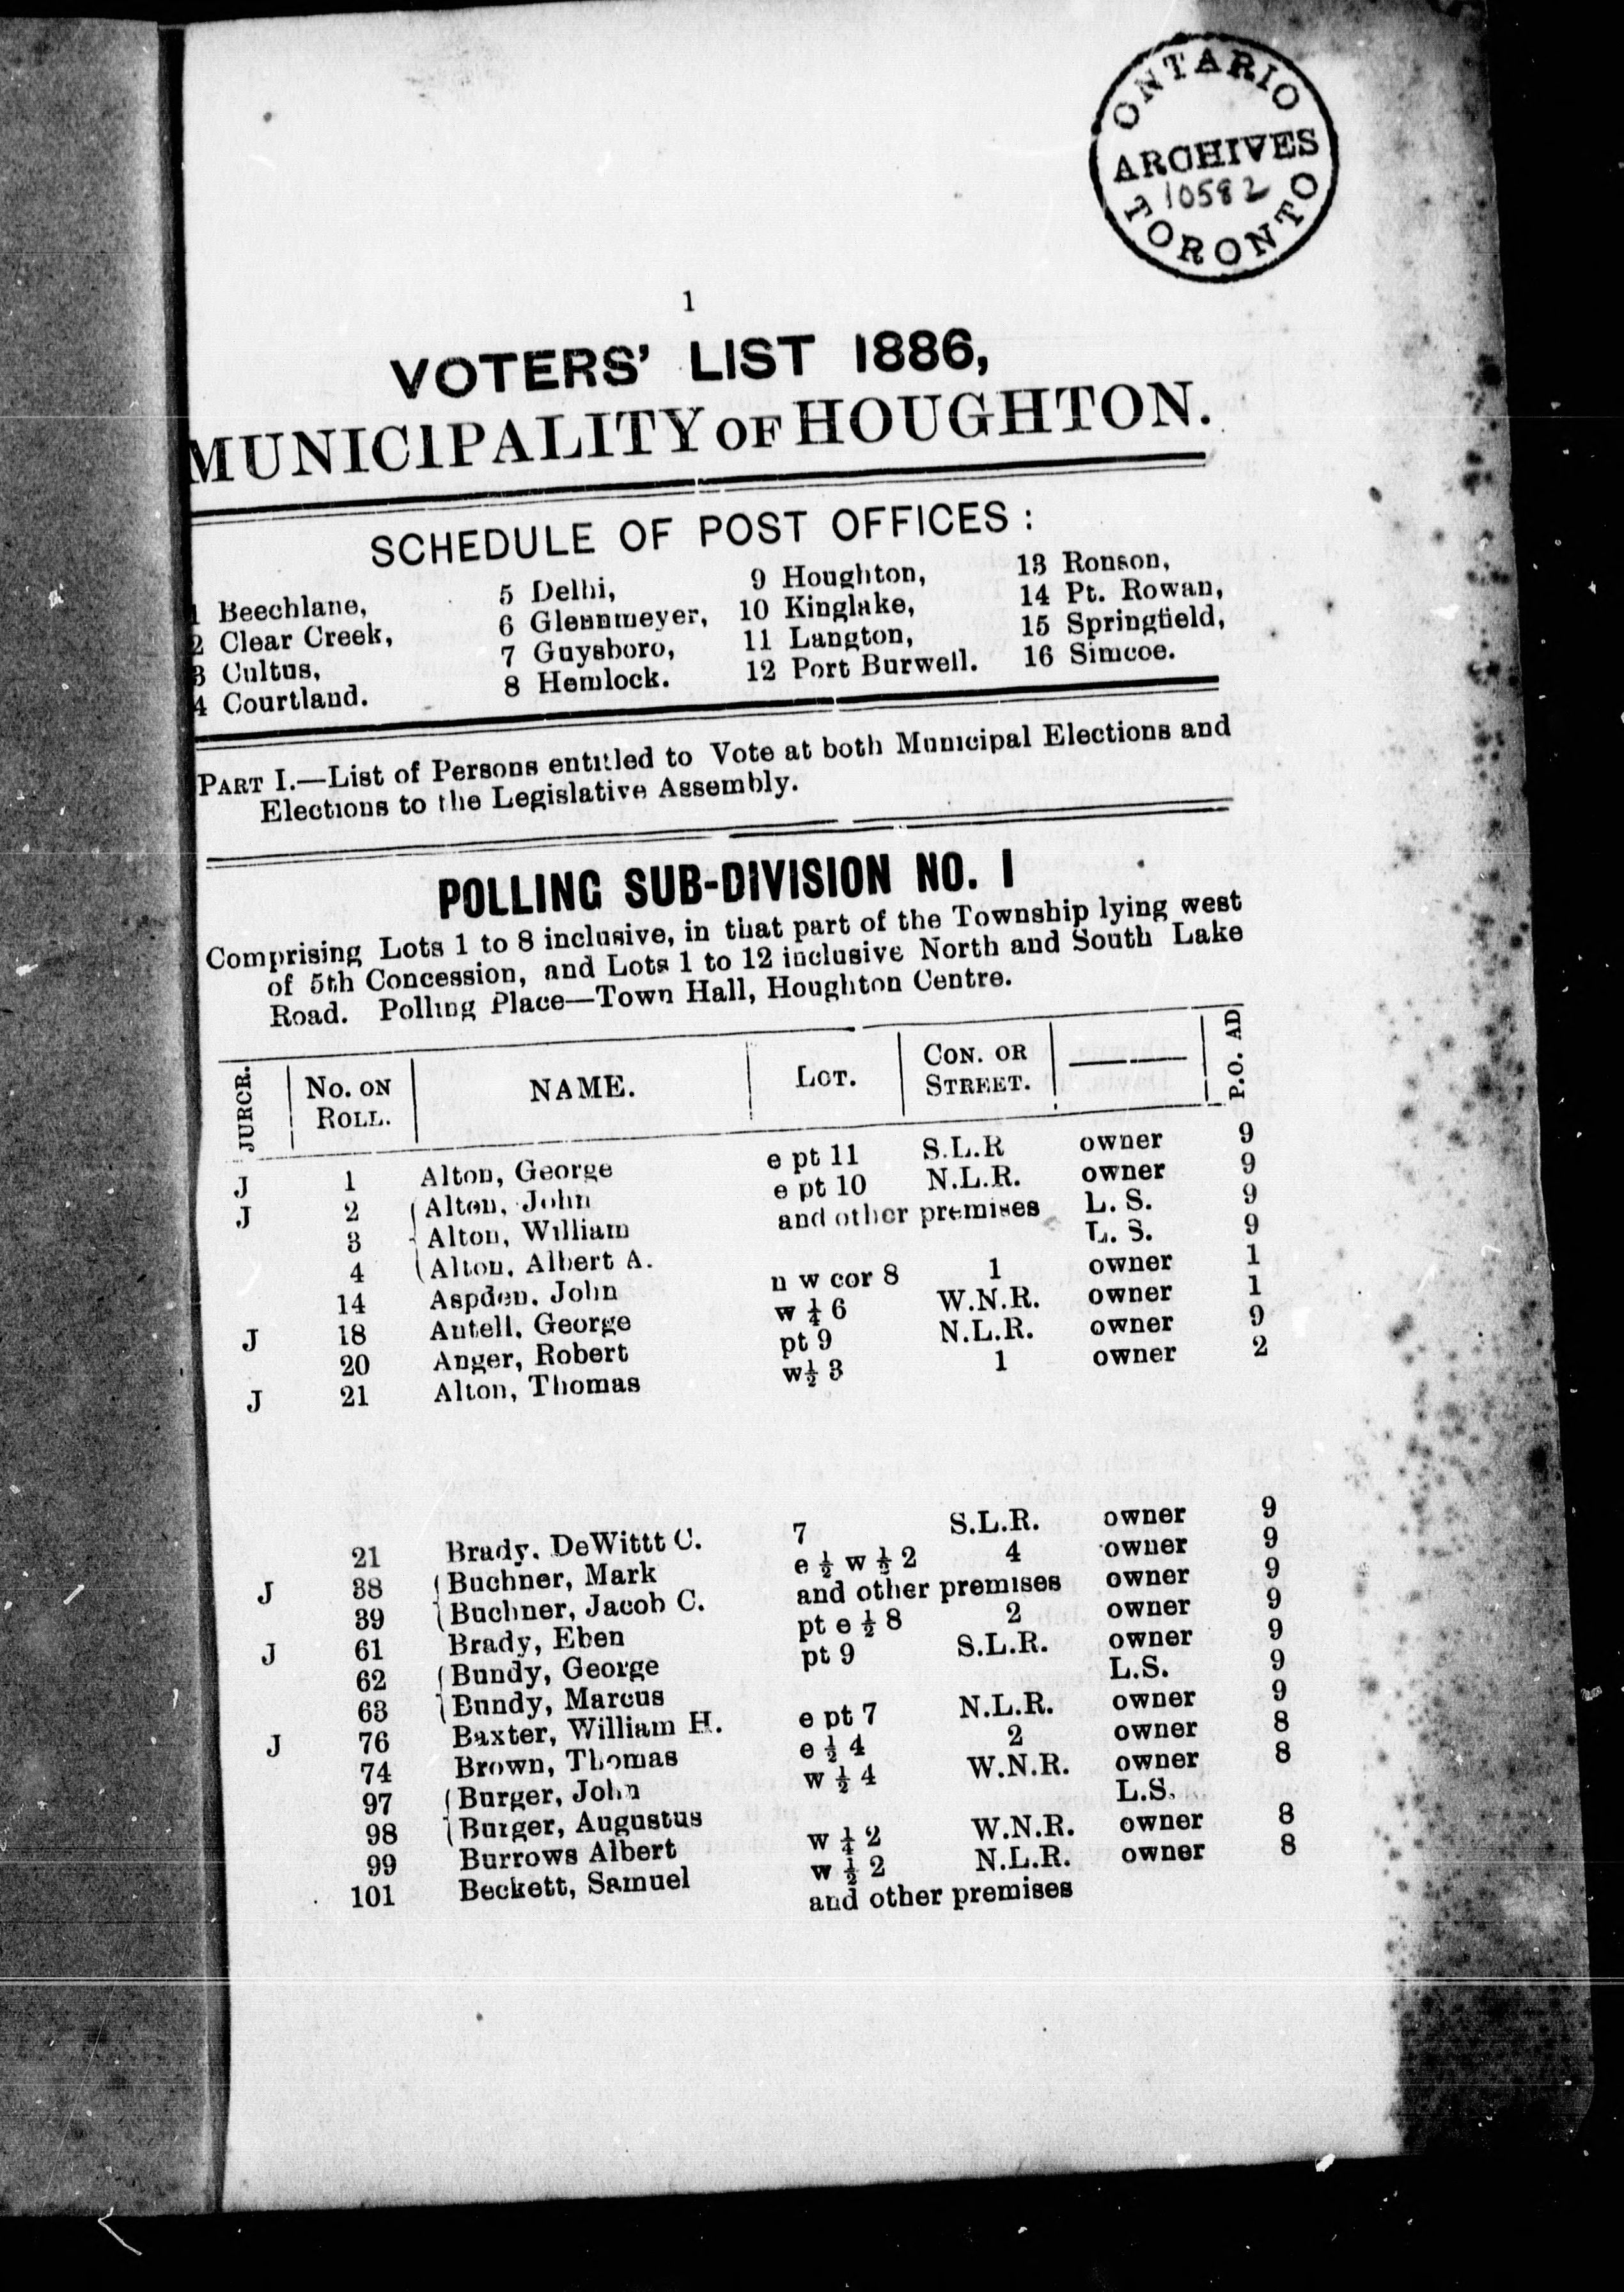 ONTARIO
ARCHIVES
10582
TORONTO
1
VOTERS' LIST 1886,
MUNICIPALITY OF HOUGHTON.
SCHEDULE OF POST OFFICES:
1 Beechlane, 5 Delhi, 9 Houghton, 13 Ronson,
2 Clear Creek, 6 Glennmeyer, 10 Kinglake, 14 Pt. Rowan,
3 Cultus, 7 Guysboro, 11 Langton, 15 Springfield,
4 Courtland. 8 Hemlock. 12 Port Burwell. 16 Simcoe.
PART I.—List of Persons entitled to Vote at both Municipal Elections and
Elections to the Legislative Assembly.
POLLING SUB-DIVISION NO. I
Comprising Lots 1 to 8 inclusive, in that part of the Township lying west
of 5th Concession, and Lots 1 to 12 inclusive North and South Lake
Road. Polling Place—Town Hall, Houghton Centre.
JURCR. No. ON ROLL. NAME. LOT. CON. OR STREET. P.O. AD
J 1 Alton, George e pt 11 S.L.R owner 9
J 2 Alton, John e pt 10 N.L.R. owner 9
3 Alton, William and other premises L. S. 9
4 Alton, Albert A. L. S. 9
14 Aspden, John n w cor 8 1 owner 1
J 18 Antell, George w ¼ 6 W.N.R. owner 1
20 Anger, Robert pt 9 N.L.R. owner 9
J 21 Alton, Thomas w½ 3 1 owner 2
21 Brady, DeWittt C. 7 S.L.R. owner 9
J 38 Buchner, Mark e ½ w ½ 2 4 owner 9
39 Buchner, Jacob C. and other premises owner 9
J 61 Brady, Eben pt e ½ 8 2 owner 9
62 Bundy, George pt 9 S.L.R. owner 9
63 Bundy, Marcus L.S. 9
J 76 Baxter, William H. e pt 7 N.L.R. owner 9
74 Brown, Thomas e ½ 4 2 owner 8
97 Burger, John w ½ 4 W.N.R. owner 8
98 Burger, Augustus L.S.
99 Burrows Albert w ¼ 2 W.N.R. owner 8
101 Beckett, Samuel w ½ 2 N.L.R. owner 8
and other premises